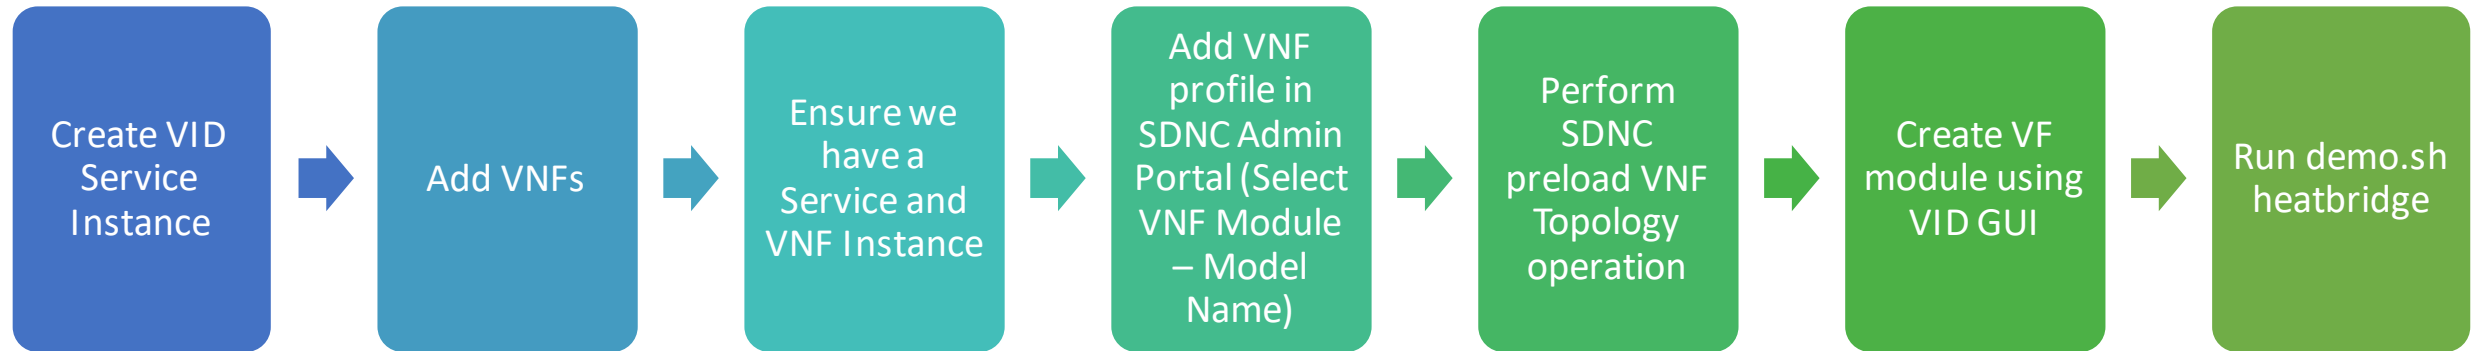 Create VID
Service
Instance
Add VNFs
Ensure we
have a
Service and
VNF Instance
Add VNF
profile in
SDNC Admin
Portal (Select
VNF Module
– Model
Name)
Perform
SDNC
preload VNF
Topology
operation
Create VF
module using
VID GUI
Run demo.sh
heatbridge